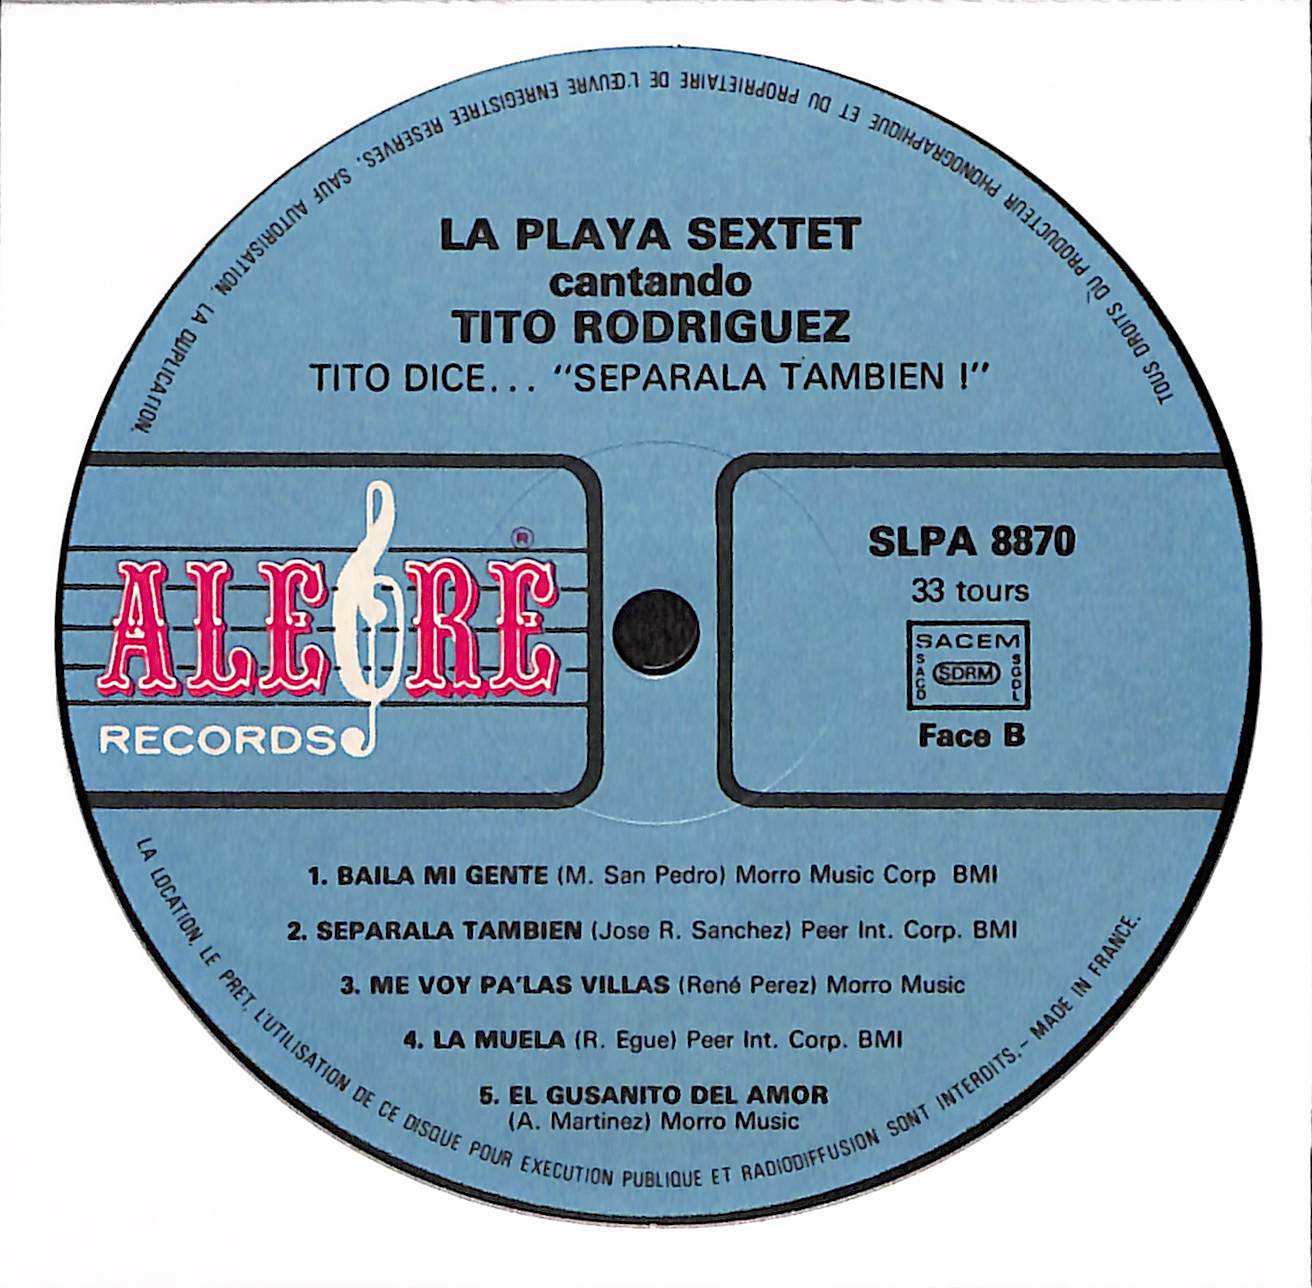 TOUS DROITS DU PRODUCTEUR PHONOGRAPHIQUE ET DU PROPRIETAIRE DE L'ŒUVRE ENREGISTREE RESERVES. SAUF AUTORISATION, LA DUPLICATION,
LA PLAYA SEXTET
cantando
TITO RODRIGUEZ
TITO DICE... "SEPARALA TAMBIEN !"
ALEGRE ®
RECORDS
SLPA 8870
33 tours
SACEM
SACD
SDRM
SGDL
Face B
1. BAILA MI GENTE (M. San Pedro) Morro Music Corp BMI
2. SEPARALA TAMBIEN (Jose R. Sanchez) Peer Int. Corp. BMI
3. ME VOY PA'LAS VILLAS (René Perez) Morro Music
4. LA MUELA (R. Egue) Peer Int. Corp. BMI
5. EL GUSANITO DEL AMOR
(A. Martinez) Morro Music
LA LOCATION, LE PRET, L'UTILISATION DE CE DISQUE POUR EXECUTION PUBLIQUE ET RADIODIFFUSION SONT INTERDITS. - MADE IN FRANCE.